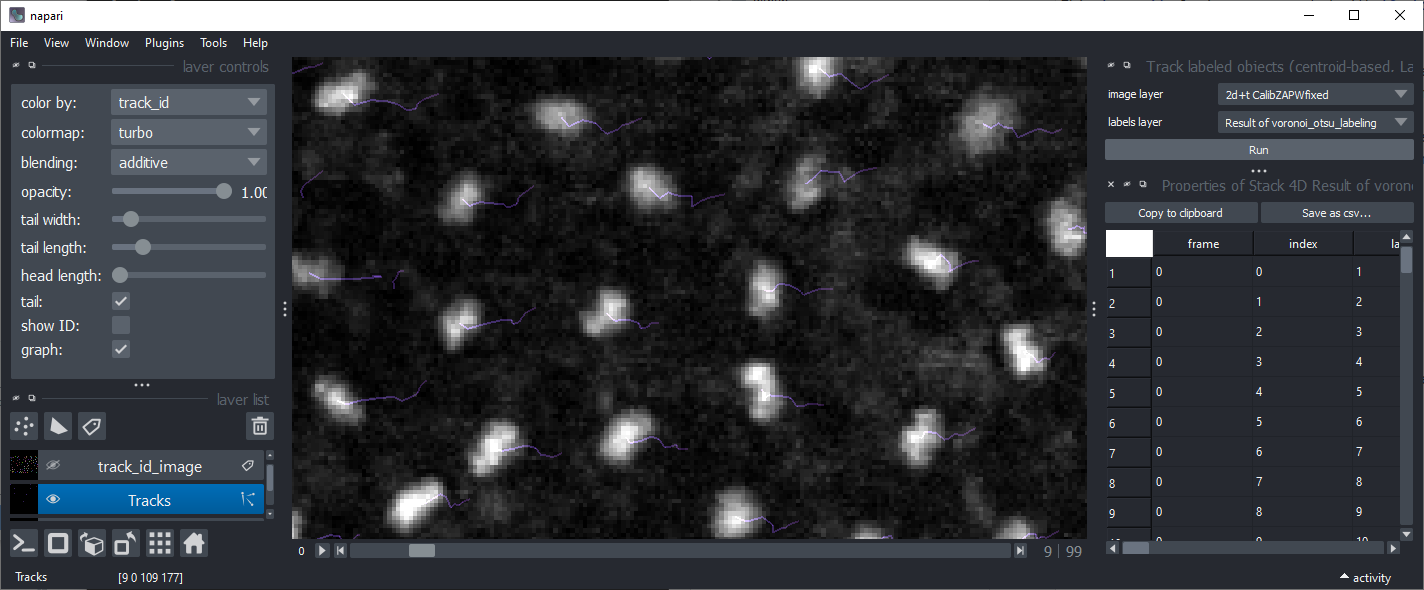 napari
File View Window Plugins Tools Help
layer controls
color by: track_id
colormap: turbo
blending: additive
opacity: 1.00
tail width:
tail length:
head length:
tail:
show ID:
graph:
layer list
track_id_image
Tracks
0 9 | 99
Track labeled objects (centroid-based. La
image layer 2d+t CalibZAPWfixed
labels layer Result of voronoi_otsu_labeling
Run
Properties of Stack 4D Result of voron
Copy to clipboard Save as csv...
frame index la
1 0 0 1
2 0 1 2
3 0 2 3
4 0 3 4
5 0 4 5
6 0 5 6
7 0 6 7
8 0 7 8
9 0 8 9
Tracks [9 0 109 177] activity